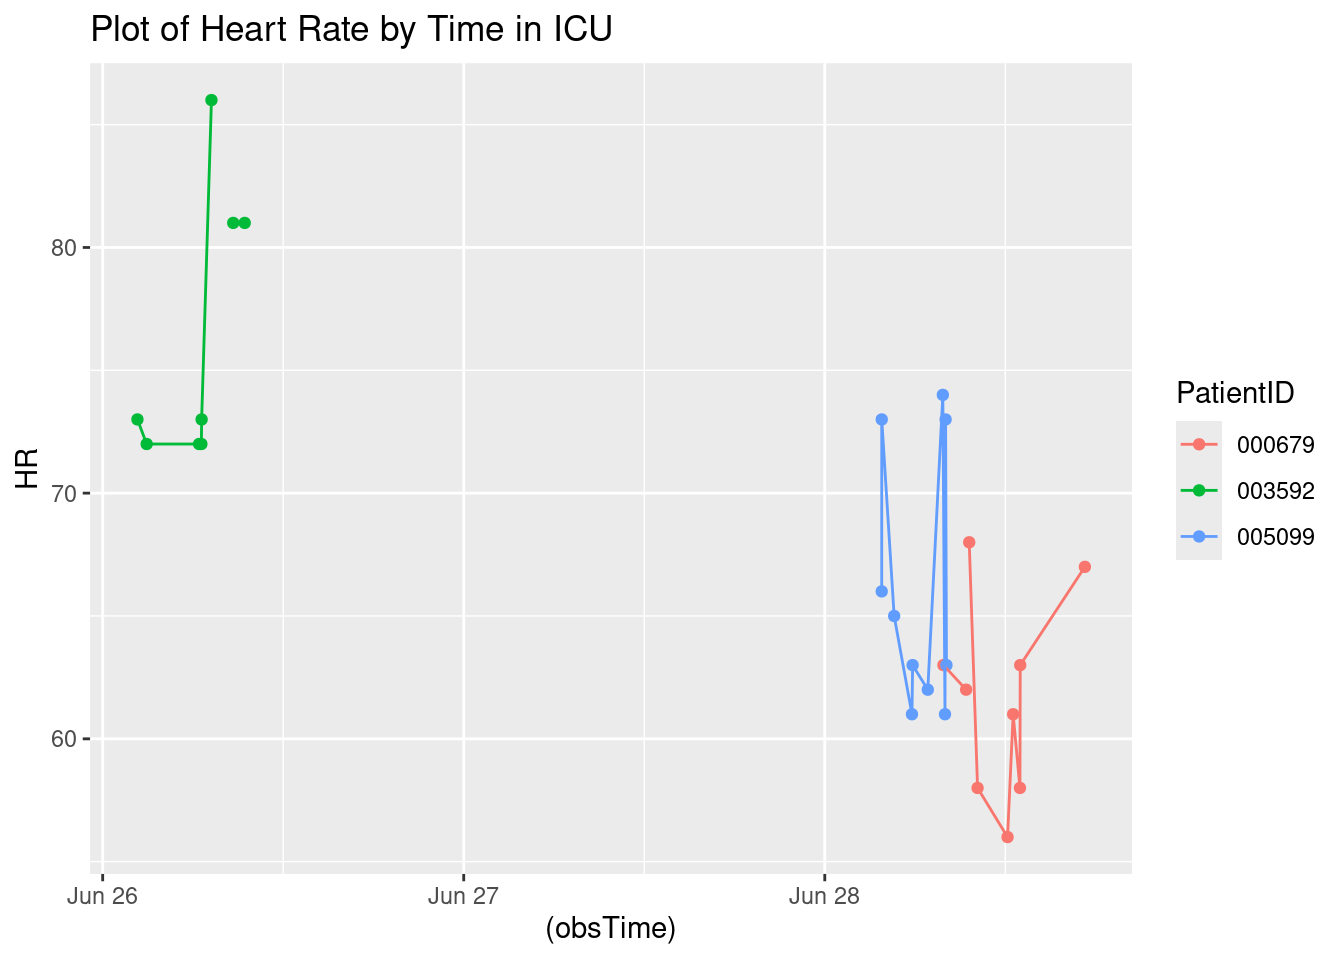 Plot of Heart Rate by Time in ICU
80
70
60
HR
Jun 26
Jun 27
Jun 28
(obsTime)
PatientID
000679
003592
005099